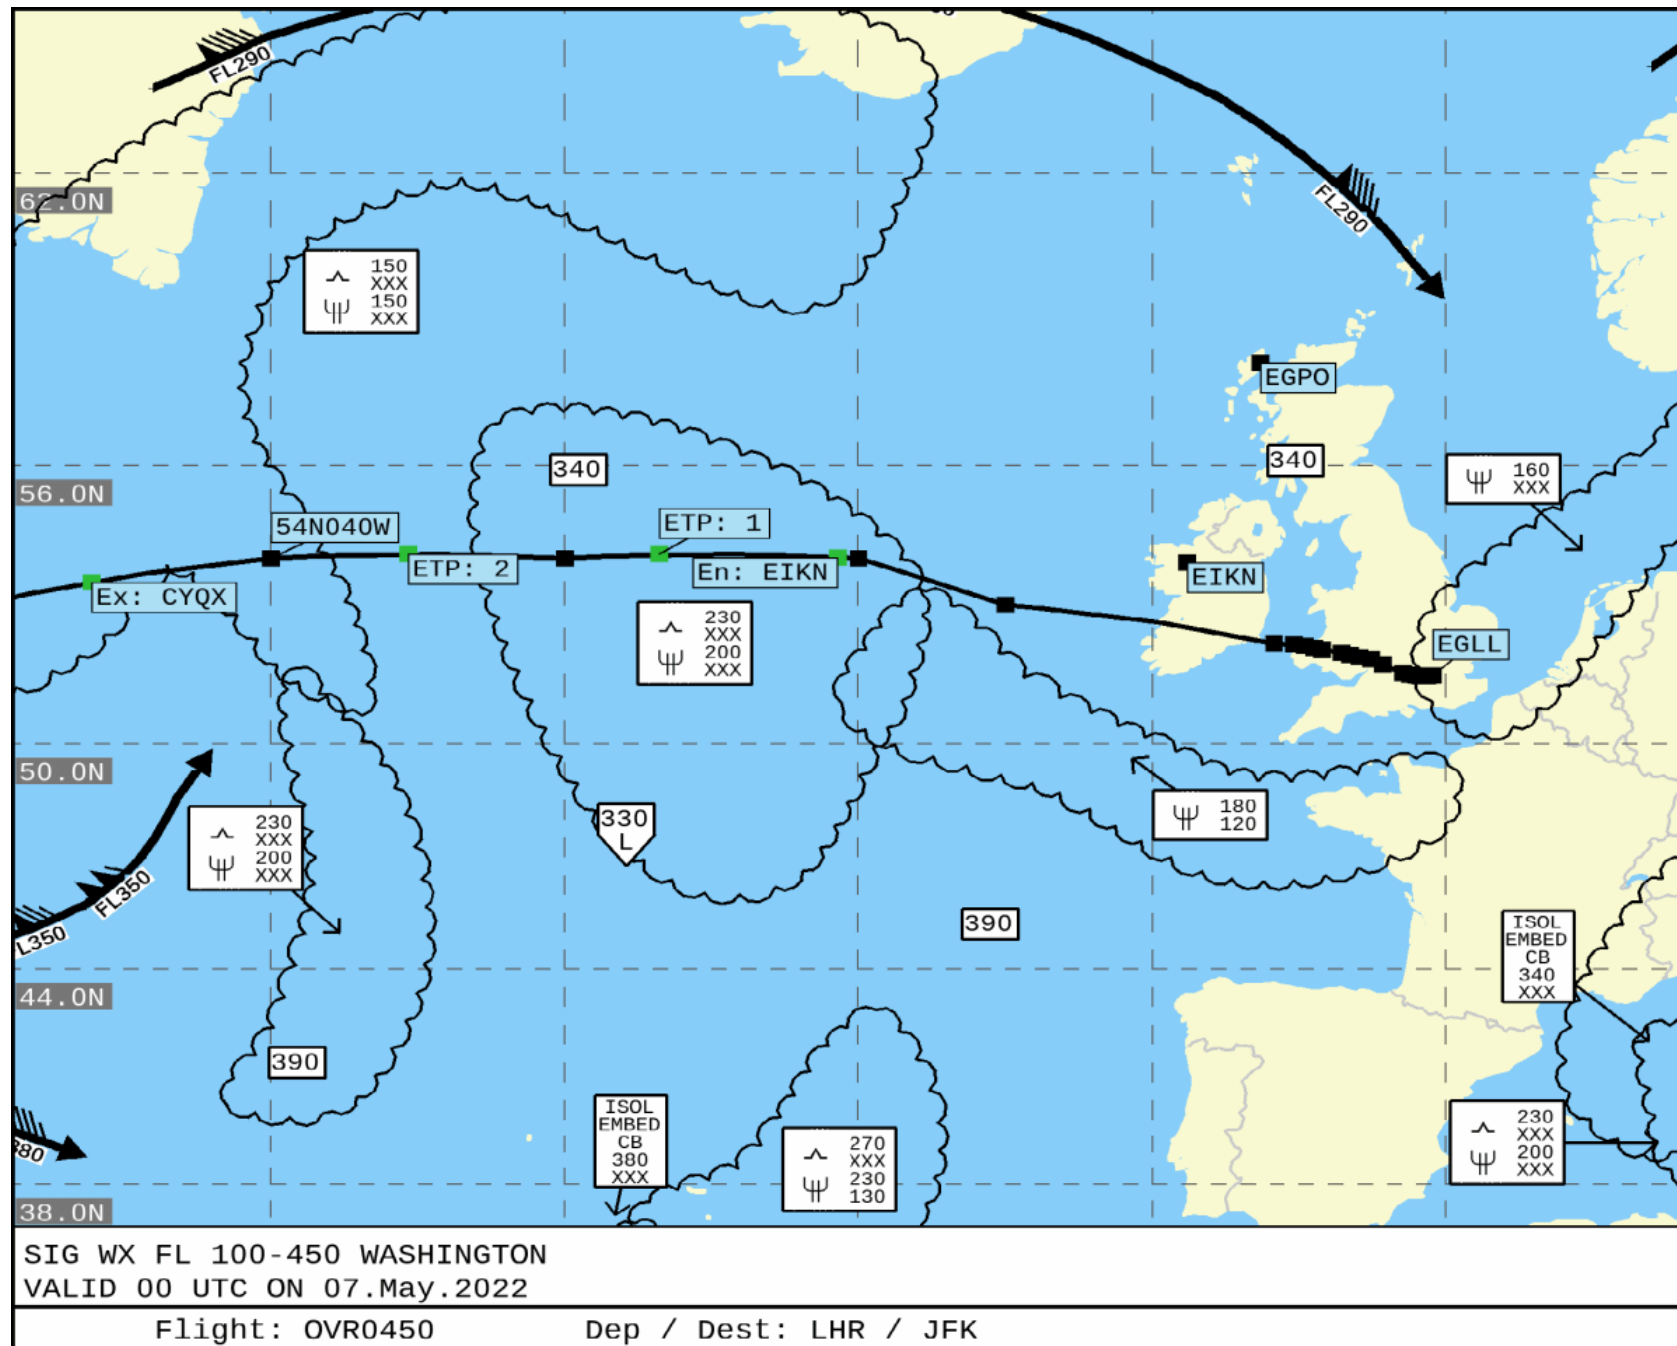 FL290
62.0N
FL290
150
XXX
150
XXX
EGPO
340
340
56.0N
160
XXX
54N040W
ETP: 1
ETP: 2
En: EIKN
EIKN
Ex: CYQX
230
XXX
200
XXX
EGLL
50.0N
330
L
180
120
230
XXX
200
XXX
FL350
L350
390
ISOL
EMBED
CB
340
XXX
44.0N
390
ISOL
EMBED
CB
380
XXX
270
XXX
230
130
230
XXX
200
XXX
380
38.0N
SIG WX FL 100-450 WASHINGTON
VALID 00 UTC ON 07.May.2022
Flight: OVR0450 Dep / Dest: LHR / JFK